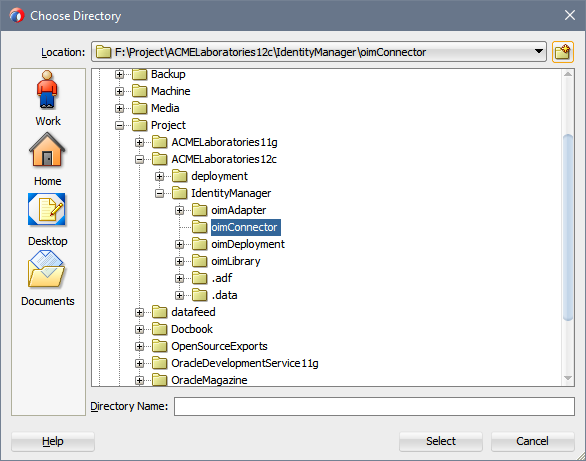 Choose Directory
Location: F:\Project\ACMELaboratories12c\IdentityManager\oimConnector
Work
Home
Desktop
Documents
Backup
Machine
Media
Project
ACMELaboratories11g
ACMELaboratories12c
deployment
IdentityManager
oimAdapter
oimConnector
oimDeployment
oimLibrary
.adf
.data
datafeed
Docbook
OpenSourceExports
OracleDevelopmentService11g
OracleMagazine
Directory Name:
Help Select Cancel